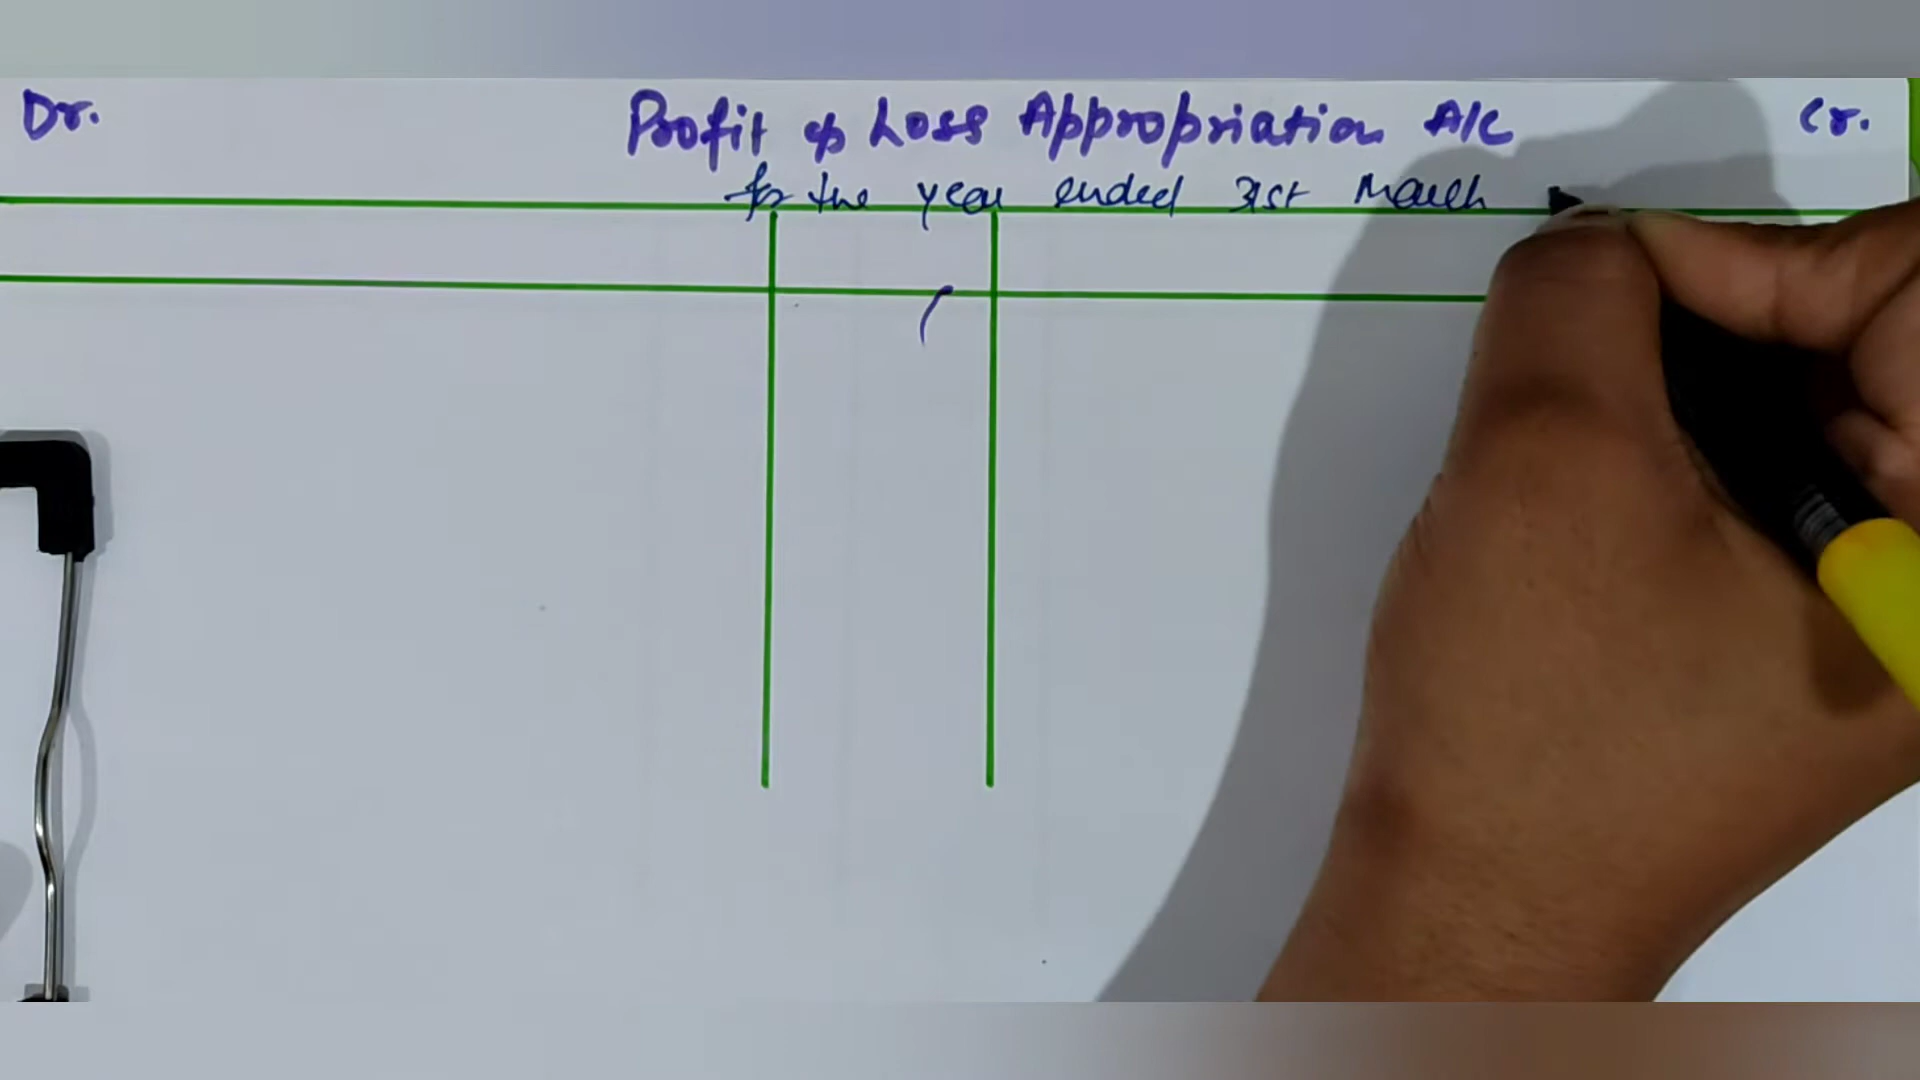 Dr. Profit & Loss Appropriation A/c Cr.
for the year ended 31st March